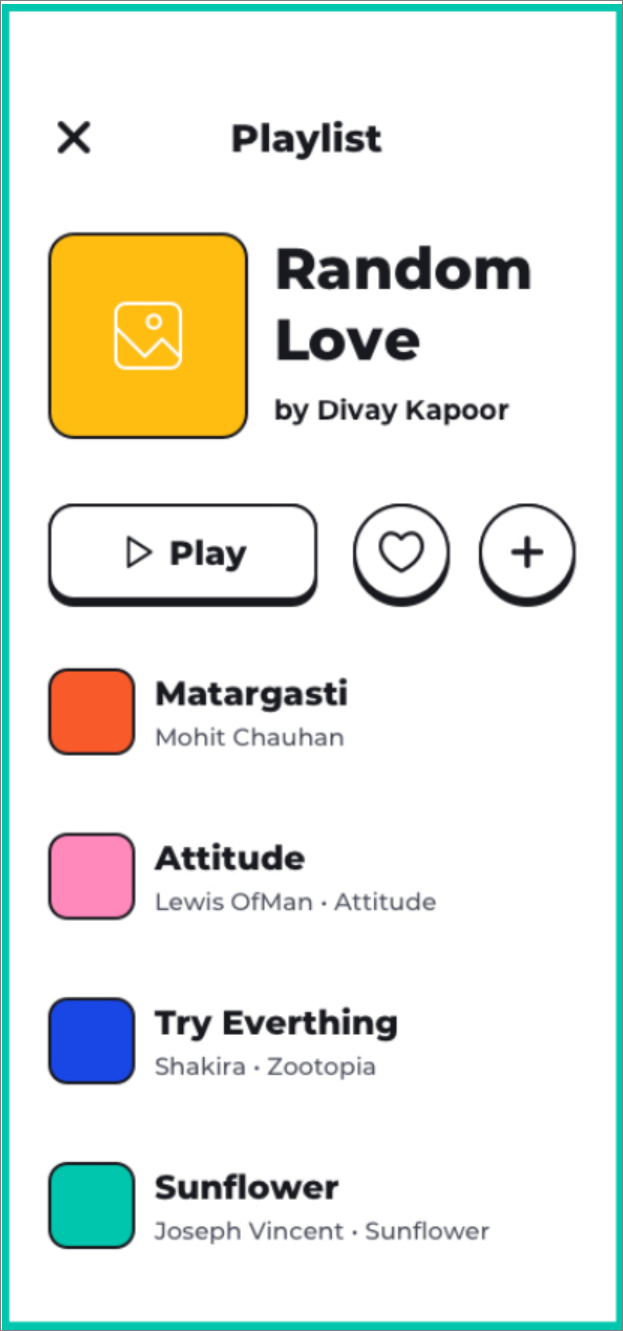 Playlist
Random
Love
by Divay Kapoor
Play
Matargasti
Mohit Chauhan
Attitude
Lewis OfMan • Attitude
Try Everthing
Shakira • Zootopia
Sunflower
Joseph Vincent • Sunflower